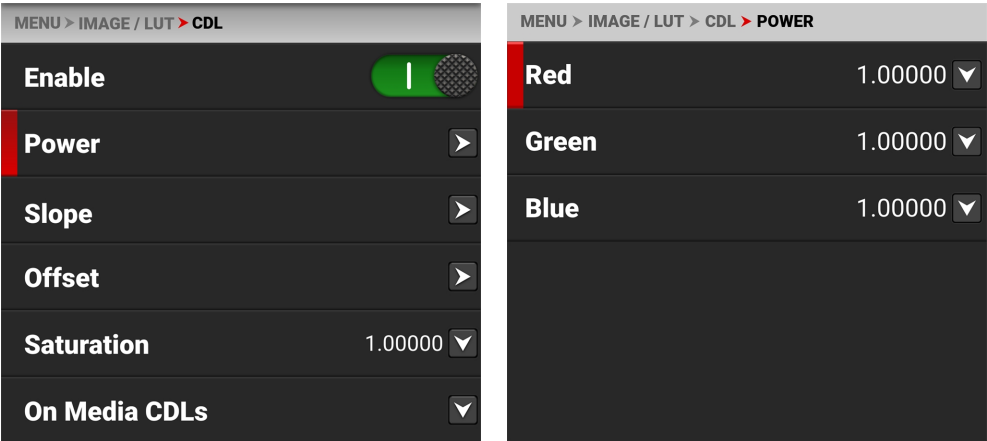 MENU > IMAGE / LUT > CDL
Enable
Power
Slope
Offset
Saturation 1.00000
On Media CDLs
MENU > IMAGE / LUT > CDL > POWER
Red 1.00000
Green 1.00000
Blue 1.00000